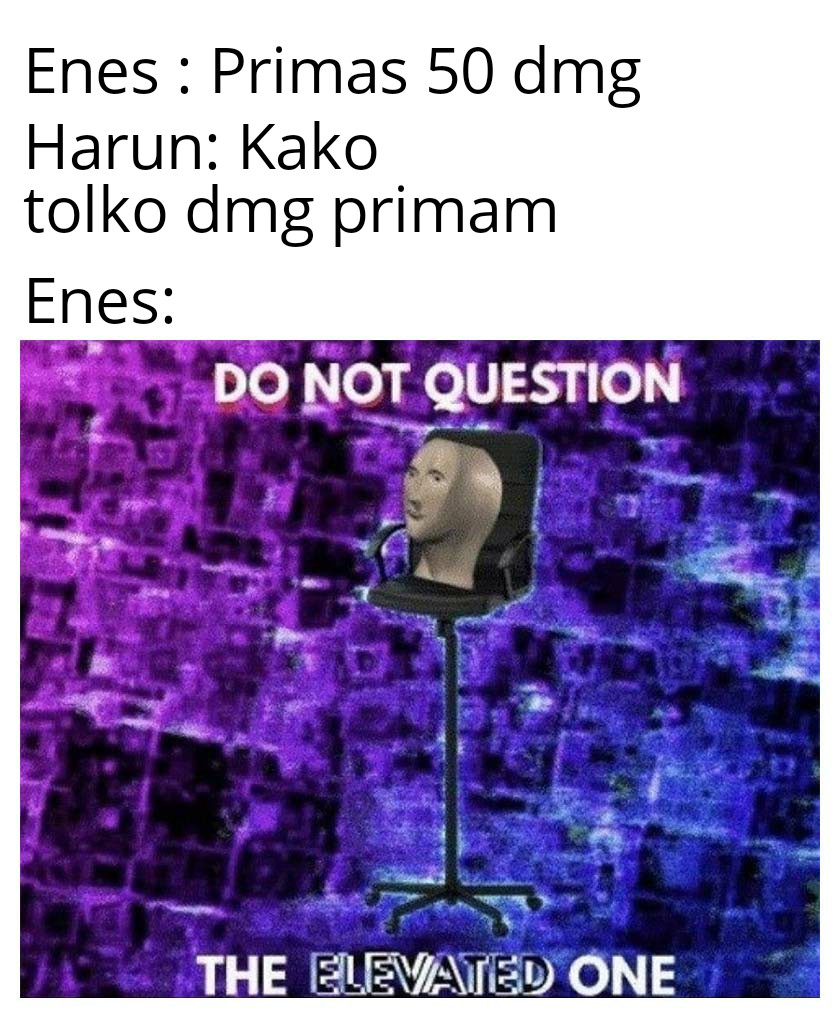 Enes : Primas 50 dmg
Harun: Kako
tolko dmg primam
Enes:
DO NOT QUESTION
THE ELEVATED ONE